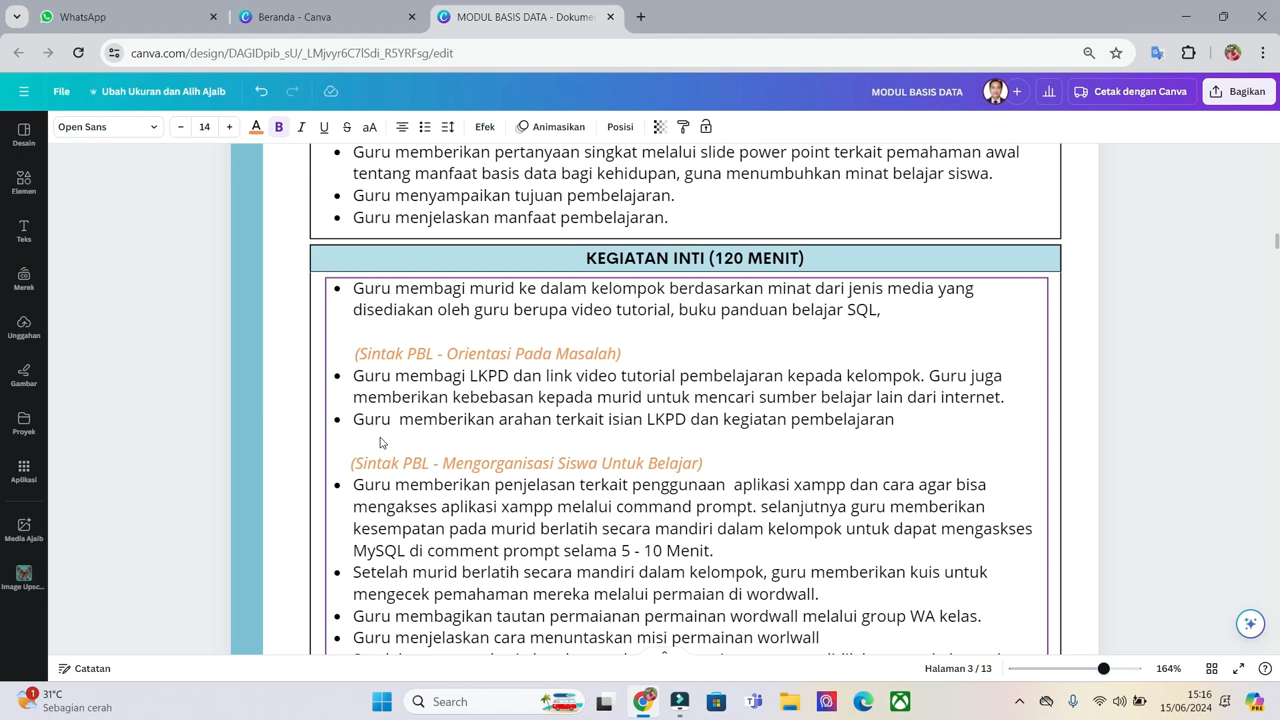 WhatsApp
Beranda - Canva
MODUL BASIS DATA - Dokume
canva.com/design/DAGIDpib_sU/_LMjvyr6C7lSdi_R5YRFsg/edit
File
Ubah Ukuran dan Alih Ajaib
MODUL BASIS DATA
Cetak dengan Canva
Bagikan
Open Sans
– 14 +
A B I U S aA
Efek
Animasikan
Posisi
Desain
Elemen
Teks
Merek
Unggahan
Gambar
Proyek
Aplikasi
Media Ajaib
Image Upsc...
• Guru memberikan pertanyaan singkat melalui slide power point terkait pemahaman awal
tentang manfaat basis data bagi kehidupan, guna menumbuhkan minat belajar siswa.
• Guru menyampaikan tujuan pembelajaran.
• Guru menjelaskan manfaat pembelajaran.
KEGIATAN INTI (120 MENIT)
• Guru membagi murid ke dalam kelompok berdasarkan minat dari jenis media yang
disediakan oleh guru berupa video tutorial, buku panduan belajar SQL,
(Sintak PBL - Orientasi Pada Masalah)
• Guru membagi LKPD dan link video tutorial pembelajaran kepada kelompok. Guru juga
memberikan kebebasan kepada murid untuk mencari sumber belajar lain dari internet.
• Guru  memberikan arahan terkait isian LKPD dan kegiatan pembelajaran
(Sintak PBL - Mengorganisasi Siswa Untuk Belajar)
• Guru memberikan penjelasan terkait penggunaan  aplikasi xampp dan cara agar bisa
mengakses aplikasi xampp melalui command prompt. selanjutnya guru memberikan
kesempatan pada murid berlatih secara mandiri dalam kelompok untuk dapat mengaskses
MySQL di comment prompt selama 5 - 10 Menit.
• Setelah murid berlatih secara mandiri dalam kelompok, guru memberikan kuis untuk
mengecek pemahaman mereka melalui permaian di wordwall.
• Guru membagikan tautan permaianan permainan wordwall melalui group WA kelas.
• Guru menjelaskan cara menuntaskan misi permainan worlwall
Catatan
Halaman 3 / 13
164%
1
31°C
Sebagian cerah
Search
15:16
15/06/2024